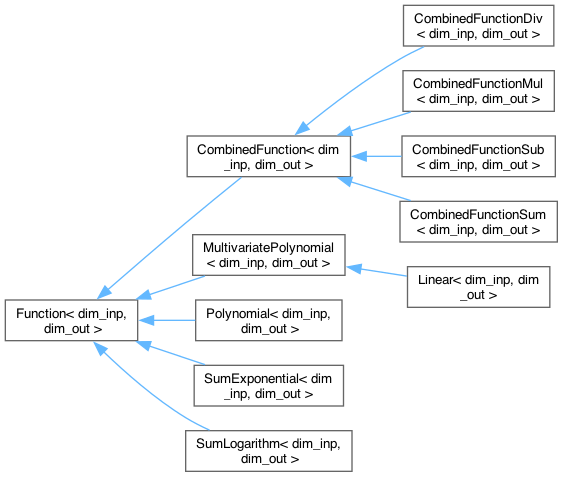 CombinedFunctionDiv
< dim_inp, dim_out >
CombinedFunctionMul
< dim_inp, dim_out >
CombinedFunction< dim
_inp, dim_out >
CombinedFunctionSub
< dim_inp, dim_out >
CombinedFunctionSum
< dim_inp, dim_out >
MultivariatePolynomial
< dim_inp, dim_out >
Linear< dim_inp, dim
_out >
Function< dim_inp,
dim_out >
Polynomial< dim_inp,
dim_out >
SumExponential< dim
_inp, dim_out >
SumLogarithm< dim_inp,
dim_out >